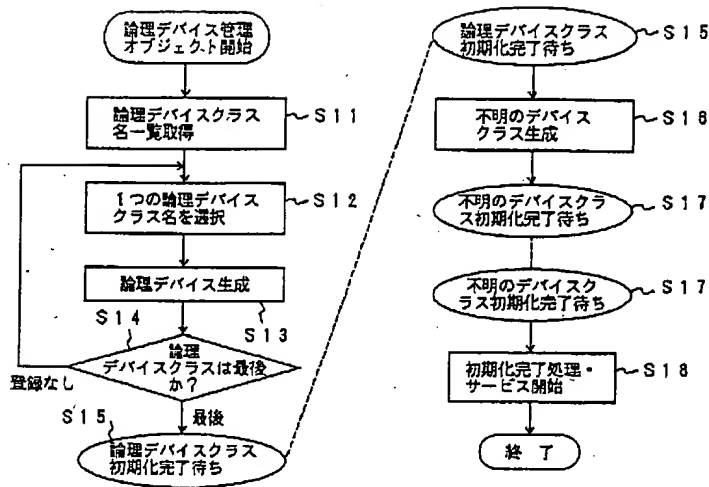 論理デバイス管理
オブジェクト開始
論理デバイスクラス
名一覧取得
S11
1つの論理デバイス
クラス名を選択
S12
論理デバイス生成
S13
S14
論理
デバイスクラスは最後
か?
登録なし
最後
S15
論理デバイスクラス
初期化完了待ち
論理デバイスクラス
初期化完了待ち
S15
不明のデバイス
クラス生成
S16
不明のデバイスクラ
ス初期化完了待ち
S17
不明のデバイスク
ラス初期化完了待ち
S17
初期化完了処理・
サービス開始
S18
終了